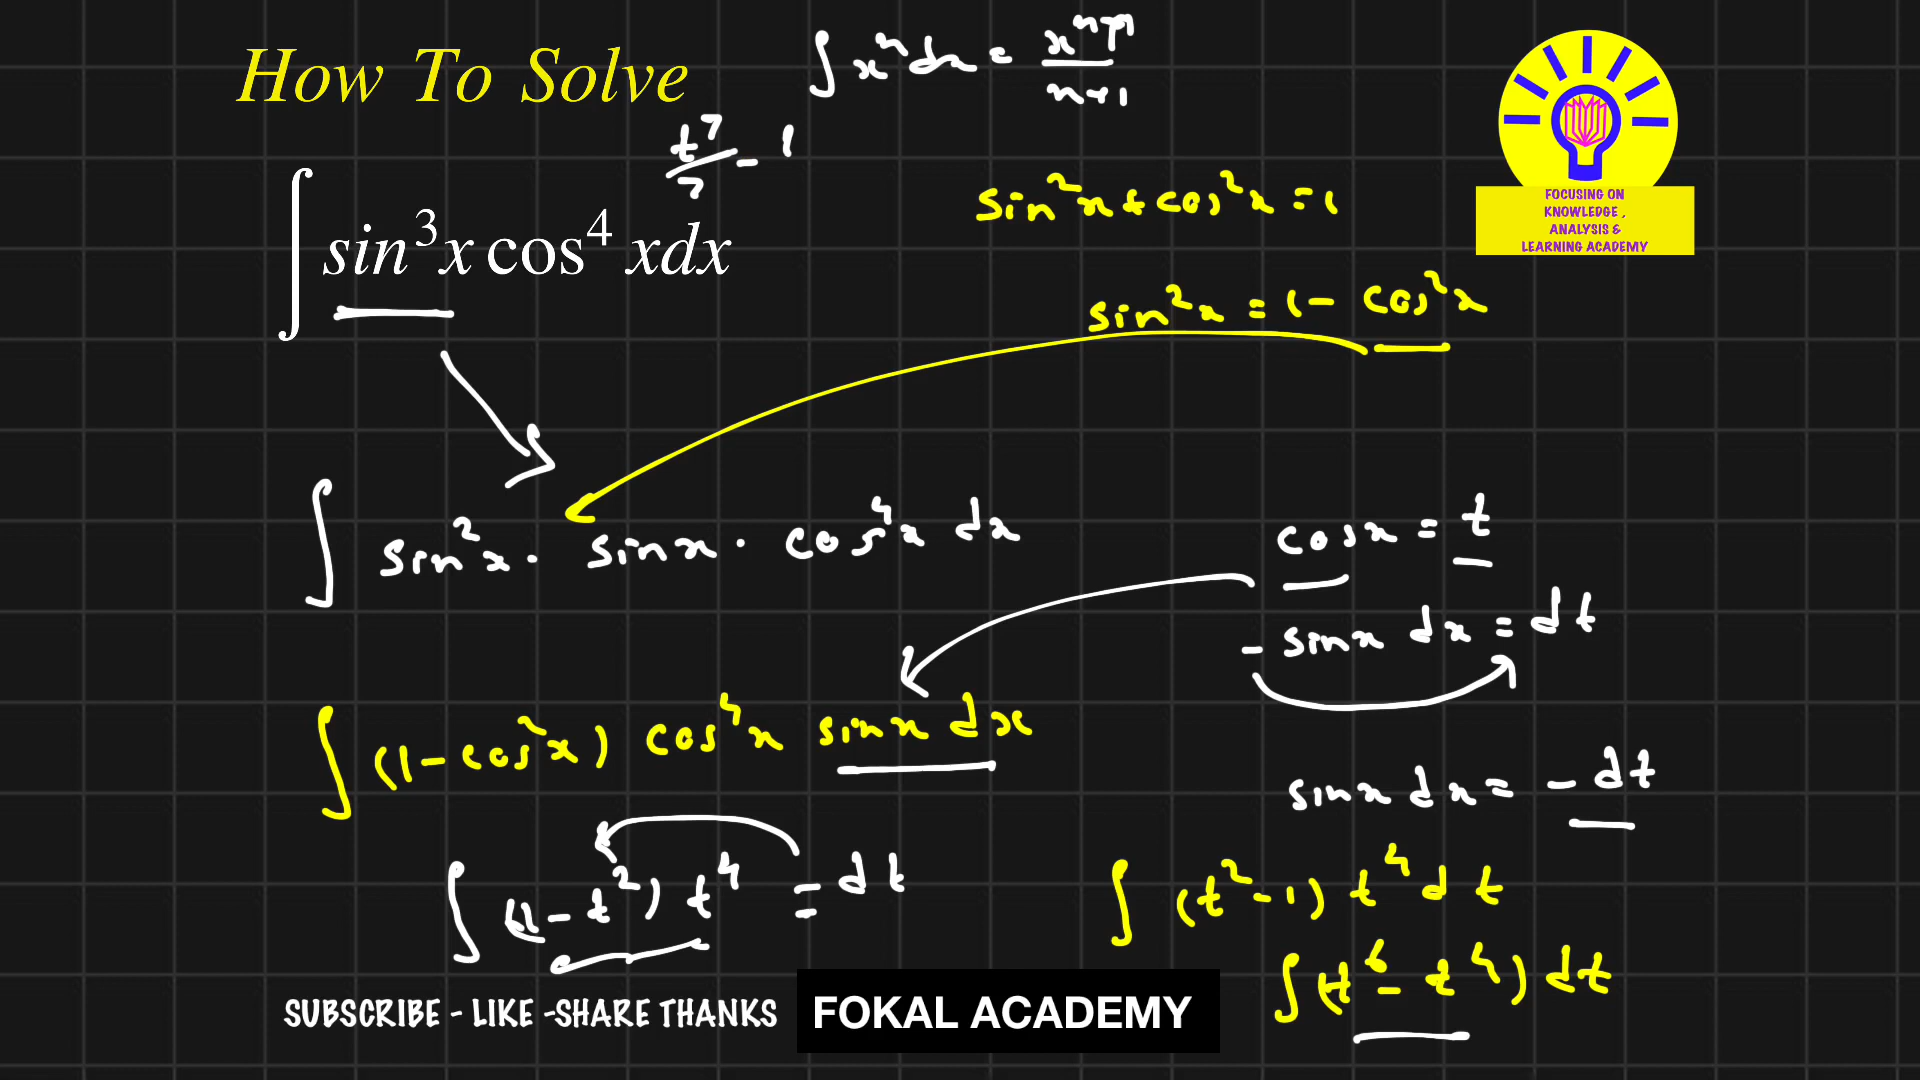 How To Solve
∫xⁿdx = xⁿ⁺¹/n+1
t⁷/7 - 1
∫ sin³x cos⁴ xdx
sin²x + cos²x = 1
sin²x = 1 - cos²x
FOCUSING ON
KNOWLEDGE ,
ANALYSIS &
LEARNING ACADEMY
∫ sin²x · sinx · cos⁴x dx
cosx = t
- sinx dx = dt
∫ (1-cos²x) cos⁴x sinx dx
sinx dx = - dt
∫ (1-t²) t⁴ = dt
∫ (t²-1) t⁴ dt
∫(t⁶ - t⁴) dt
SUBSCRIBE - LIKE -SHARE THANKS
FOKAL ACADEMY